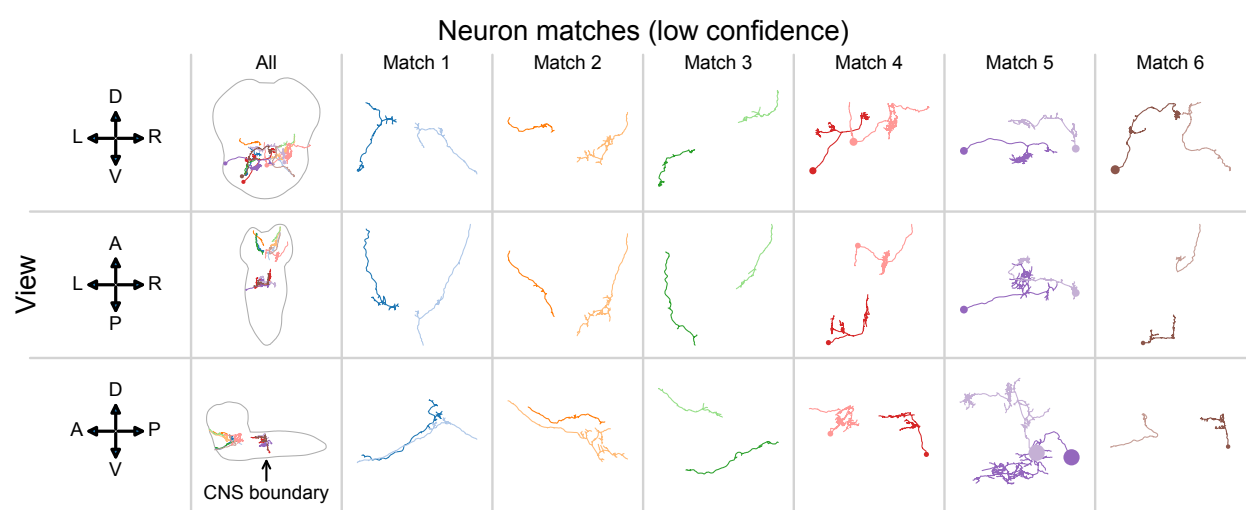 Neuron matches (low confidence)
All Match 1 Match 2 Match 3 Match 4 Match 5 Match 6
View
D
L R
V
A
L R
P
D
A P
V
CNS boundary